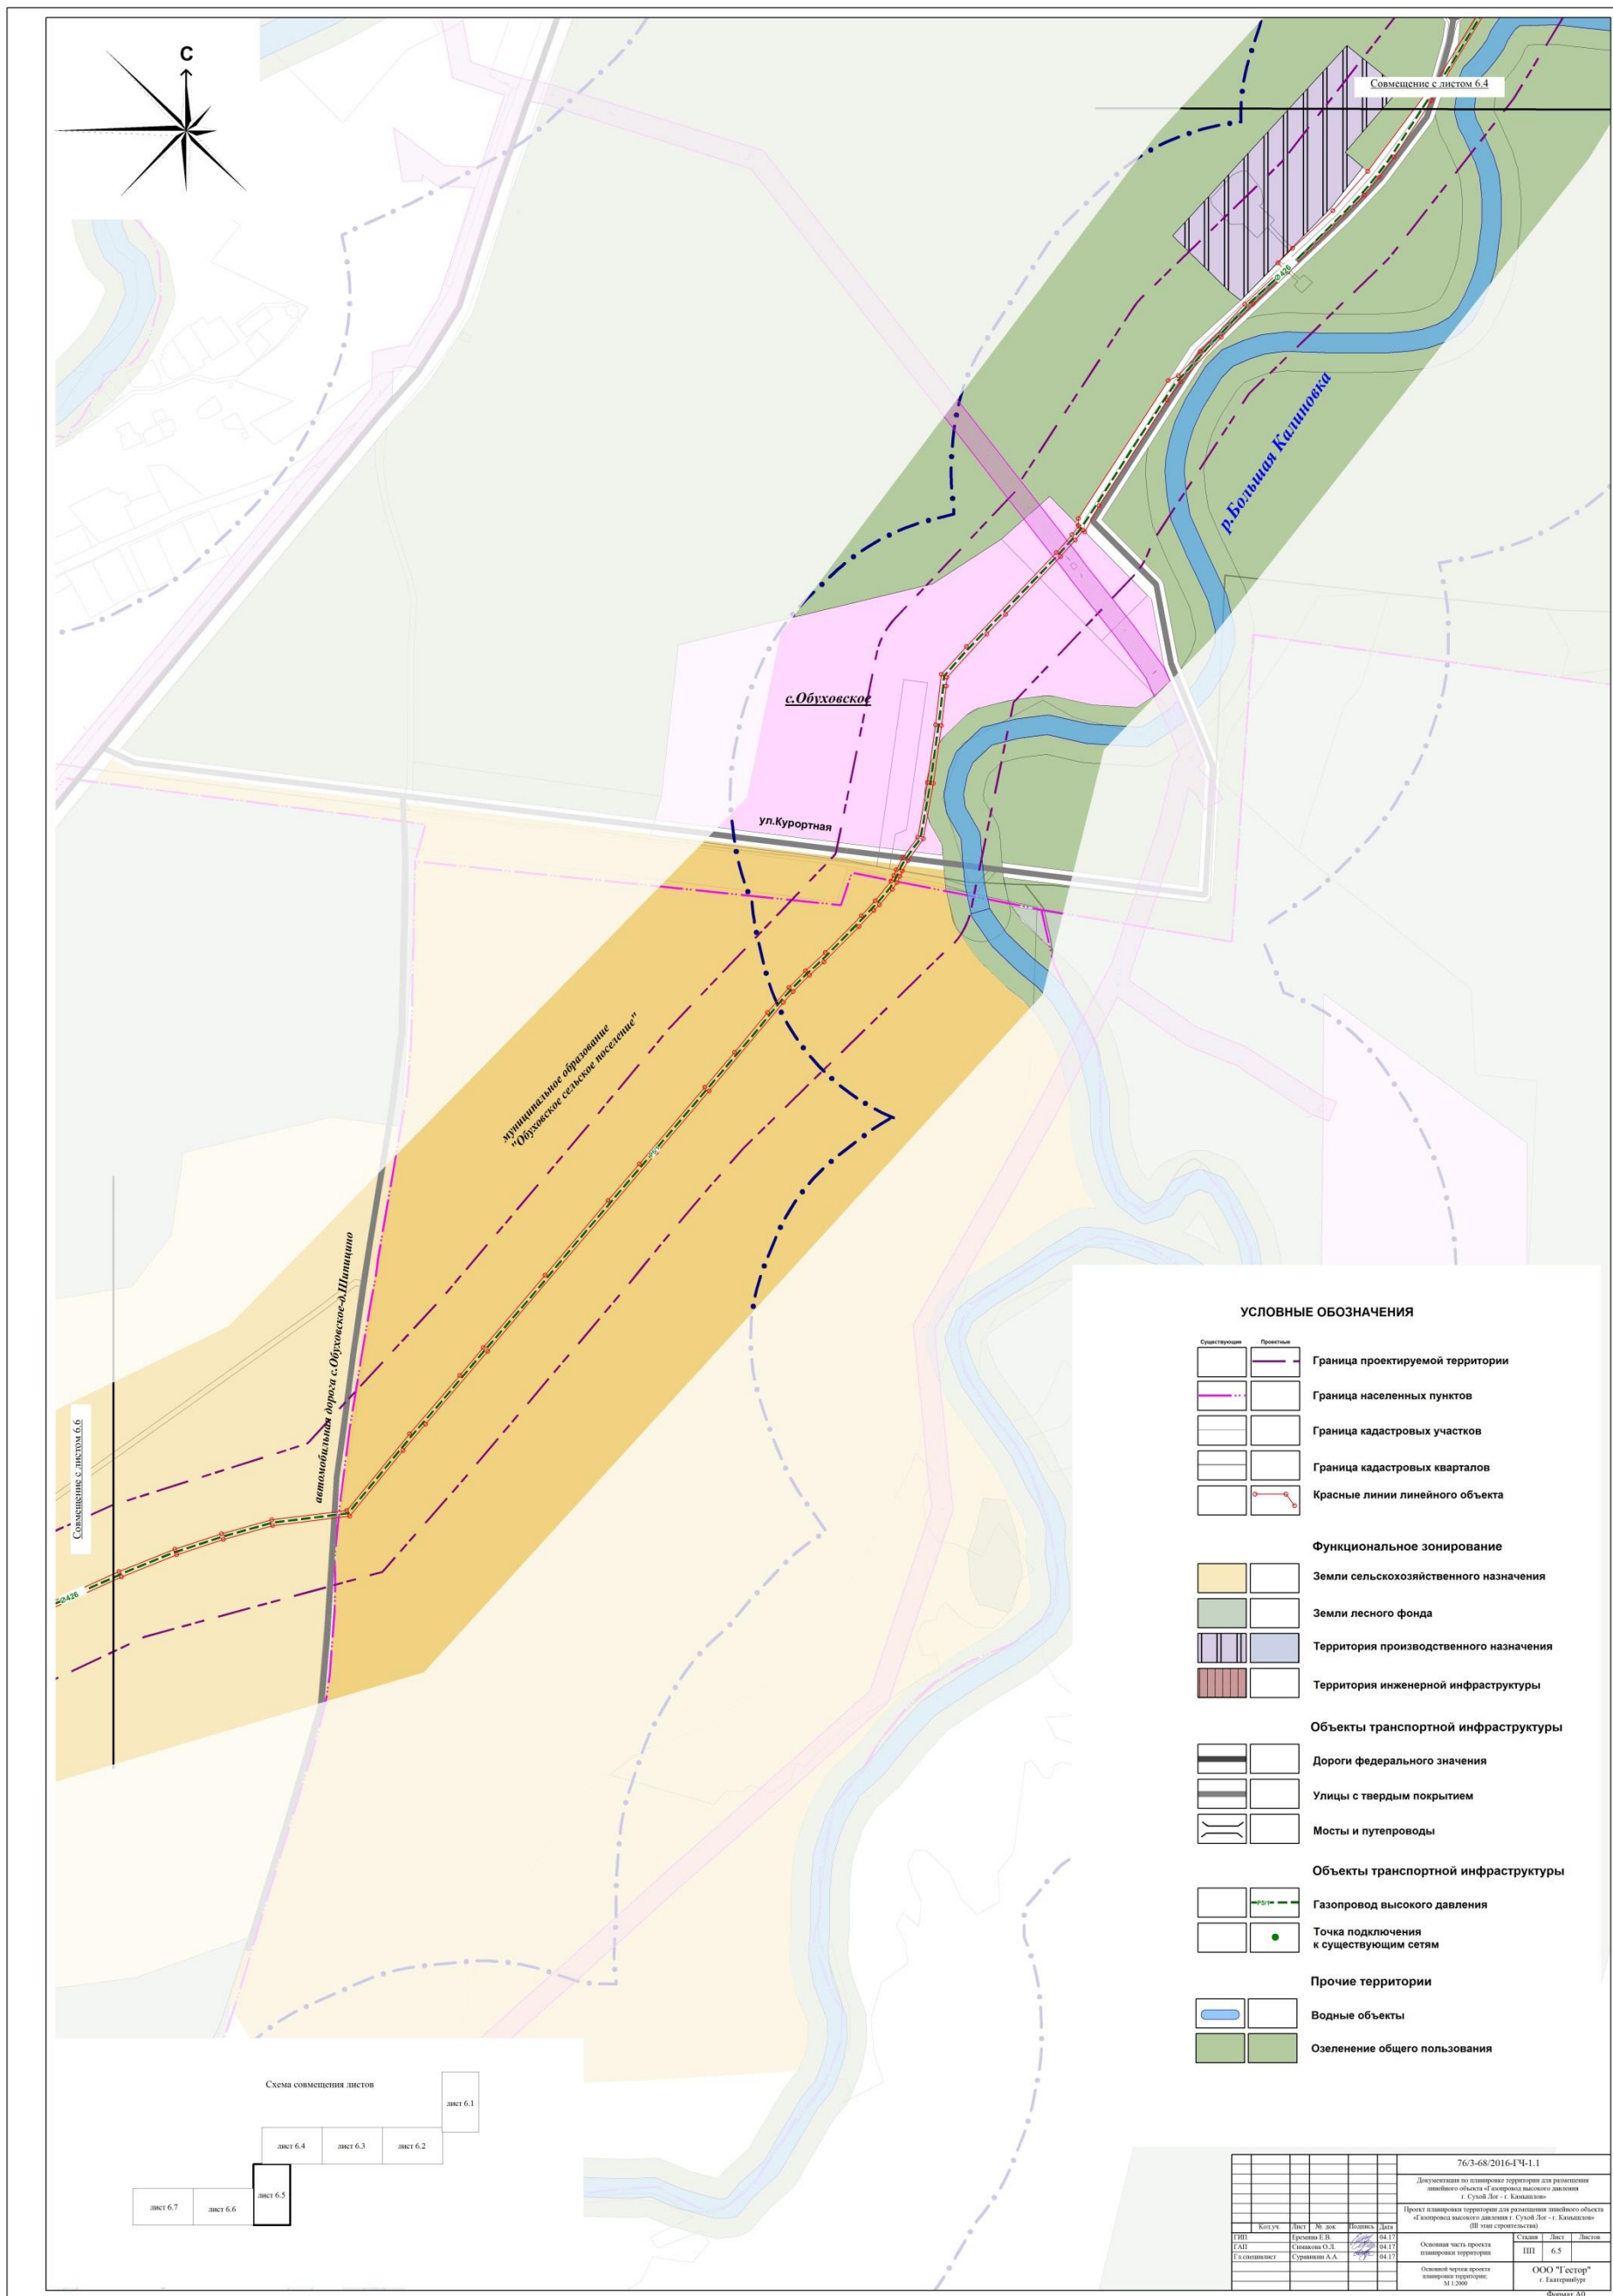 С
Совмещение с листом 6.4
Ø426
р.Большая Калиновка
с.Обуховское
ул.Курортная
муниципальное образование
"Обуховское сельское поселение"
автомобильная дорога с.Обуховское-д.Шипицино
Совмещение с листом 6.6
Ø426
УСЛОВНЫЕ ОБОЗНАЧЕНИЯ
Существующие Проектные
Граница проектируемой территории
Граница населенных пунктов
Граница кадастровых участков
Граница кадастровых кварталов
Красные линии линейного объекта
Функциональное зонирование
Земли сельскохозяйственного назначения
Земли лесного фонда
Территория производственного назначения
Территория инженерной инфраструктуры
Объекты транспортной инфраструктуры
Дороги федерального значения
Улицы с твердым покрытием
Мосты и путепроводы
Объекты транспортной инфраструктуры
Газопровод высокого давления
Точка подключения
к существующим сетям
Прочие территории
Водные объекты
Озеленение общего пользования
Схема совмещения листов
лист 6.1
лист 6.4 лист 6.3 лист 6.2
лист 6.5
лист 6.7 лист 6.6
76/3-68/2016-ГЧ-1.1
Документация по планировке территории для размещения
линейного объекта «Газопровод высокого давления
г. Сухой Лог - г. Камышлов»
Проект планировки территории для размещения линейного объекта
«Газопровод высокого давления г. Сухой Лог - г. Камышлов»
(III этап строительства)
Кол.уч. Лист № док Подпись Дата
ГИП Еремина Е.В. 04.17
ГАП Симакова О.Л. 04.17
Гл.специалист А.А. 04.17
Основная часть проекта
планировки территории
Стадия Лист Листов
ПП 6.5
Основной чертеж проекта
планировки территории;
М 1:2000
ООО "Гестор"
г. Екатеринбург
Формат А0